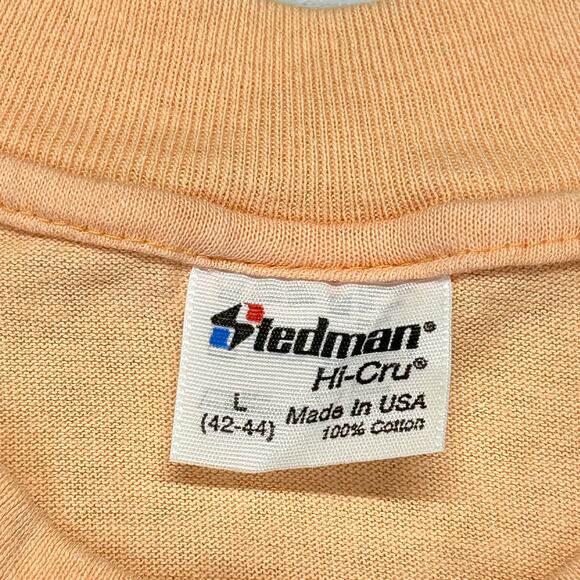 Stedman®
Hi-Cru®
L Made in USA
(42-44) 100% Cotton